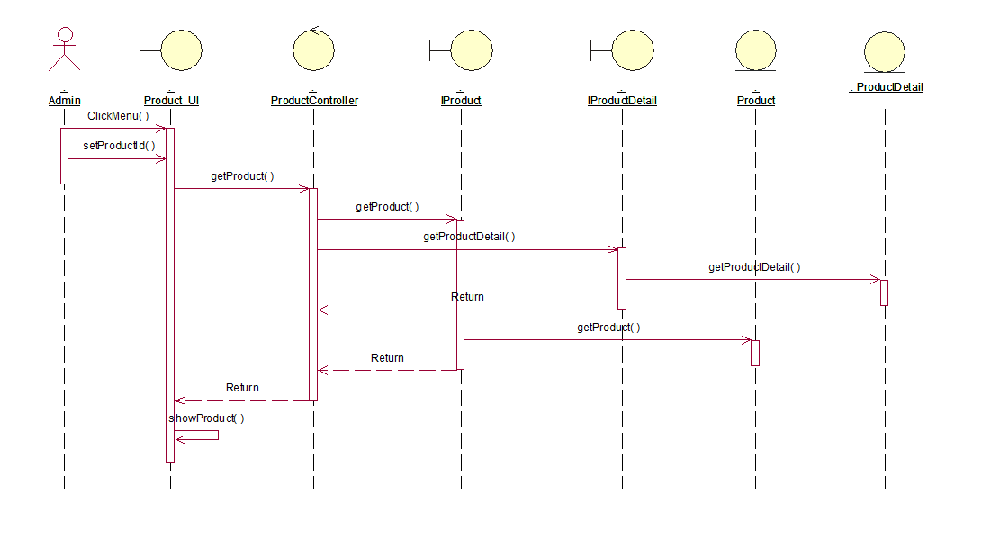 Admin
Product_UI
ProductController
IProduct
IProductDetail
Product
: ProductDetail
ClickMenu( )
setProductId( )
getProduct( )
getProduct( )
getProductDetail( )
getProductDetail( )
Return
getProduct( )
Return
Return
showProduct( )